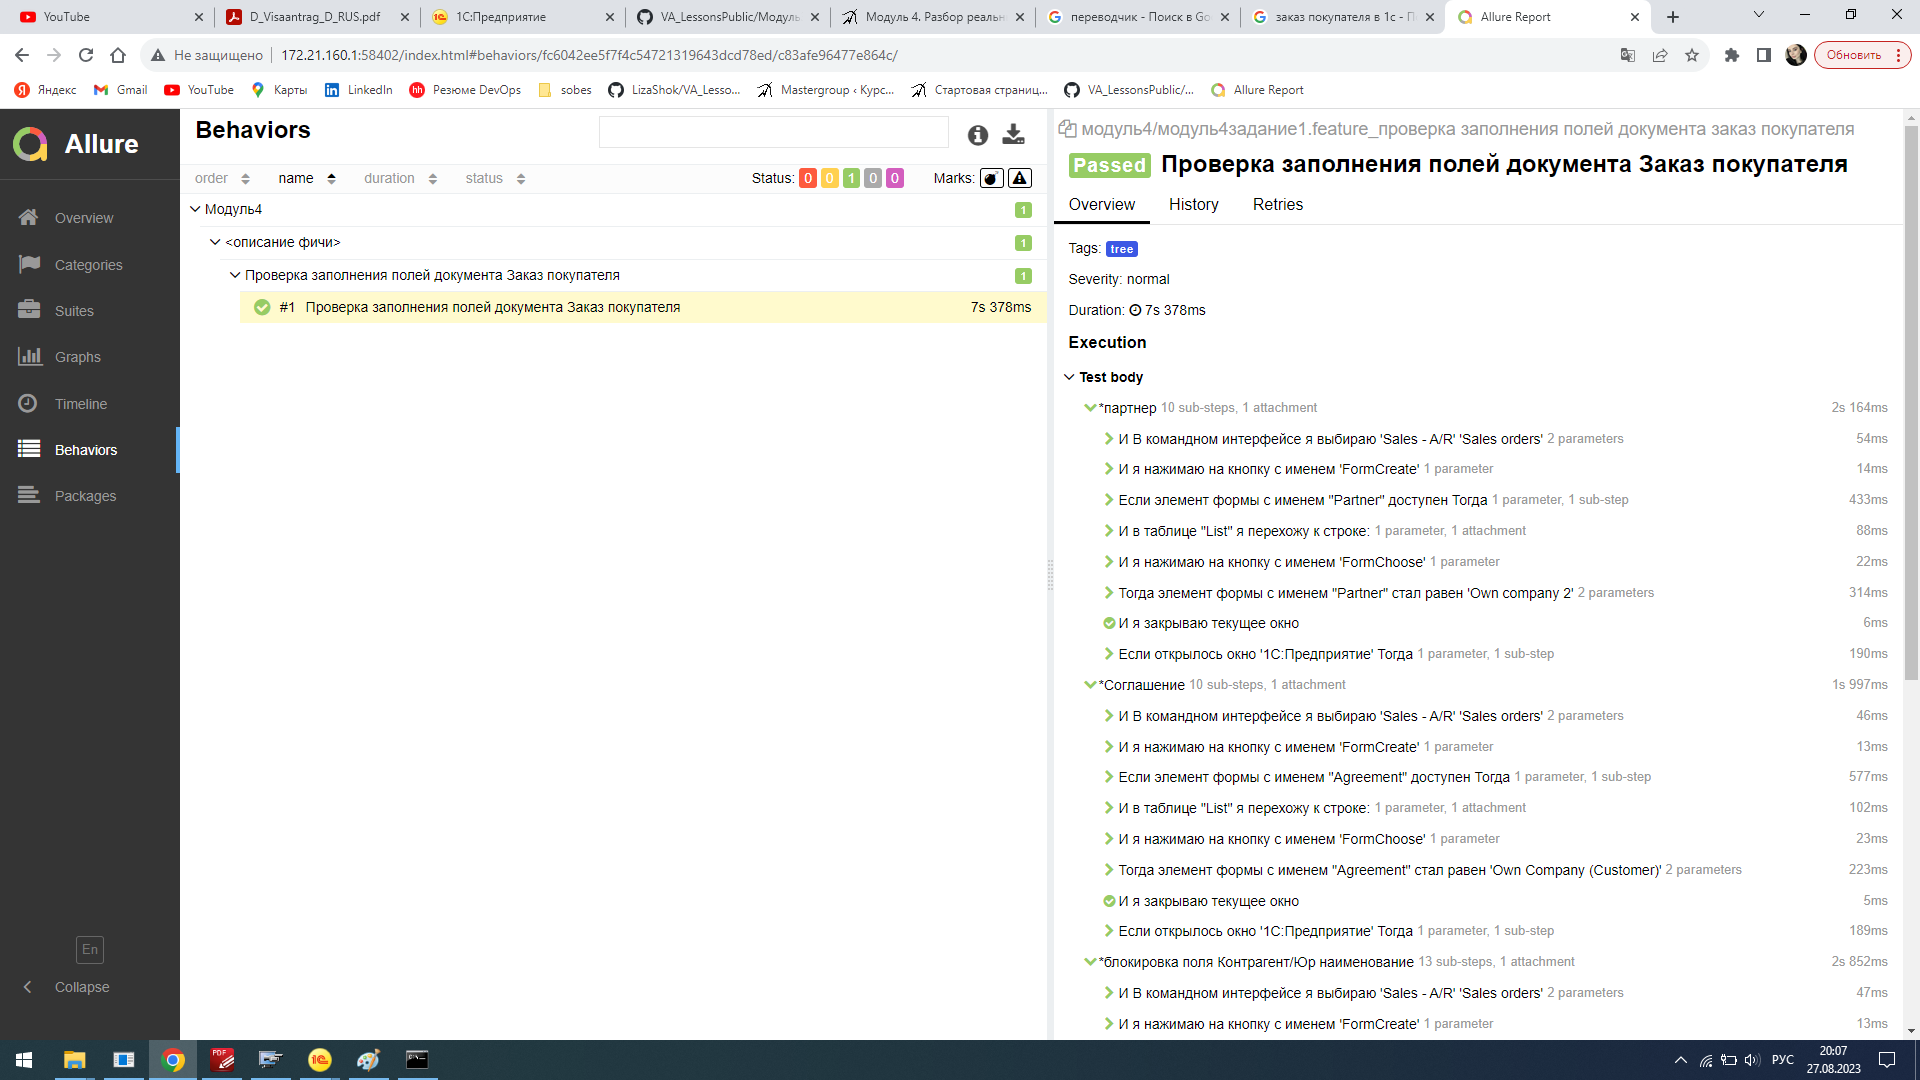 YouTube
D_Visaantrag_D_RUS.pdf
1С:Предприятие
VA_LessonsPublic/Модуль
Модуль 4. Разбор реальн
переводчик - Поиск в Go
заказ покупателя в 1с - П
Allure Report
Не защищено
172.21.160.1:58402/index.html#behaviors/fc6042ee5f7f4c54721319643dcd78ed/c83afe96477e864c/
Обновить
Яндекс
Gmail
YouTube
Карты
LinkedIn
Резюме DevOps
sobes
LizaShok/VA_Lesso...
Mastergroup ‹ Курс...
Стартовая страниц...
VA_LessonsPublic/...
Allure Report
Allure
Overview
Categories
Suites
Graphs
Timeline
Behaviors
Packages
En
Collapse
Behaviors
order
name
duration
status
Status: 0 0 1 0 0
Marks:
Модуль4 1
<описание фичи> 1
Проверка заполнения полей документа Заказ покупателя 1
#1 Проверка заполнения полей документа Заказ покупателя 7s 378ms
модуль4/модуль4задание1.feature_проверка заполнения полей документа заказ покупателя
Passed Проверка заполнения полей документа Заказ покупателя
Overview History Retries
Tags: tree
Severity: normal
Duration: 7s 378ms
Execution
Test body
*партнер 10 sub-steps, 1 attachment 2s 164ms
И В командном интерфейсе я выбираю 'Sales - A/R' 'Sales orders' 2 parameters 54ms
И я нажимаю на кнопку с именем 'FormCreate' 1 parameter 14ms
Если элемент формы с именем "Partner" доступен Тогда 1 parameter, 1 sub-step 433ms
И в таблице "List" я перехожу к строке: 1 parameter, 1 attachment 88ms
И я нажимаю на кнопку с именем 'FormChoose' 1 parameter 22ms
Тогда элемент формы с именем "Partner" стал равен 'Own company 2' 2 parameters 314ms
И я закрываю текущее окно 6ms
Если открылось окно '1С:Предприятие' Тогда 1 parameter, 1 sub-step 190ms
*Соглашение 10 sub-steps, 1 attachment 1s 997ms
И В командном интерфейсе я выбираю 'Sales - A/R' 'Sales orders' 2 parameters 46ms
И я нажимаю на кнопку с именем 'FormCreate' 1 parameter 13ms
Если элемент формы с именем "Agreement" доступен Тогда 1 parameter, 1 sub-step 577ms
И в таблице "List" я перехожу к строке: 1 parameter, 1 attachment 102ms
И я нажимаю на кнопку с именем 'FormChoose' 1 parameter 23ms
Тогда элемент формы с именем "Agreement" стал равен 'Own Company (Customer)' 2 parameters 223ms
И я закрываю текущее окно 5ms
Если открылось окно '1С:Предприятие' Тогда 1 parameter, 1 sub-step 189ms
*блокировка поля Контрагент/Юр наименование 13 sub-steps, 1 attachment 2s 852ms
И В командном интерфейсе я выбираю 'Sales - A/R' 'Sales orders' 2 parameters 47ms
И я нажимаю на кнопку с именем 'FormCreate' 1 parameter 13ms
РУС
20:07
27.08.2023